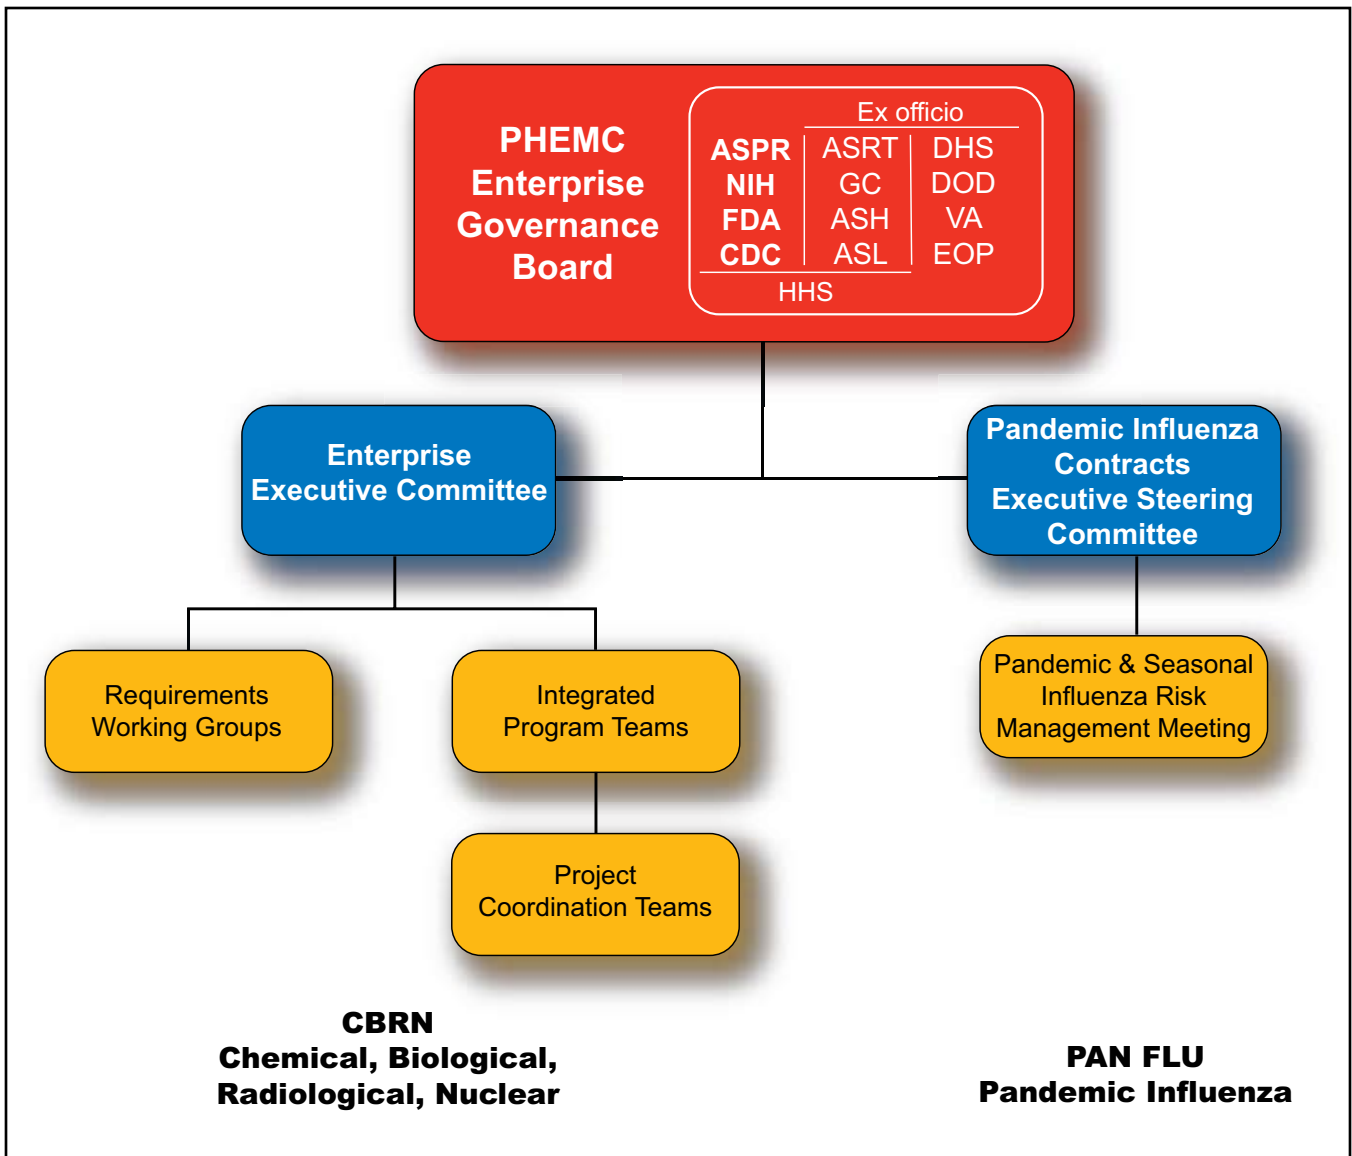 PHEMC
Enterprise
Governance
Board
Ex officio
ASPR ASRT DHS
NIH GC DOD
FDA ASH VA
CDC ASL EOP
HHS
Enterprise
Executive Committee
Pandemic Influenza
Contracts
Executive Steering
Committee
Requirements
Working Groups
Integrated
Program Teams
Pandemic & Seasonal
Influenza Risk
Management Meeting
Project
Coordination Teams
CBRN
Chemical, Biological,
Radiological, Nuclear
PAN FLU
Pandemic Influenza